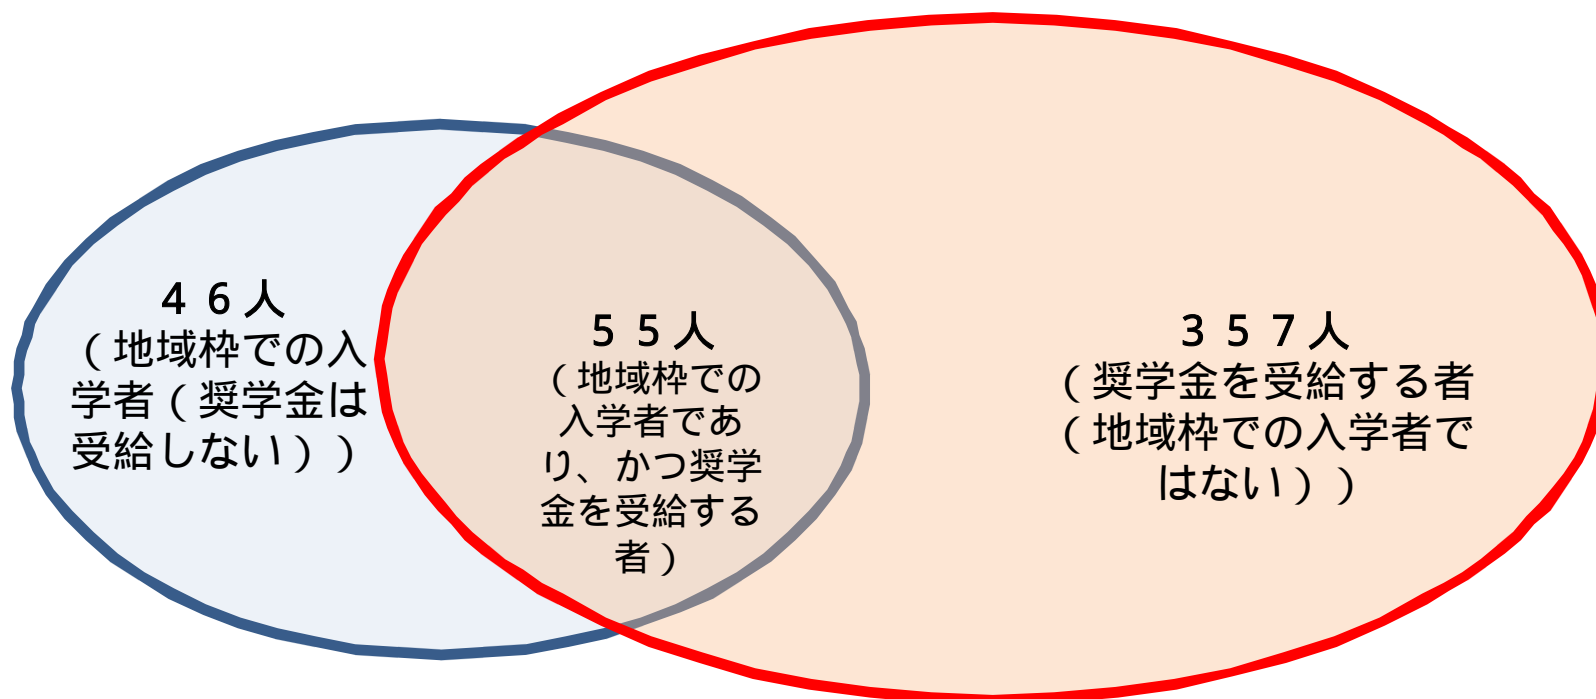 ４６人
（地域枠での入
学者（奨学金は
受給しない））
５５人
（地域枠での
入学者であ
り、かつ奨学
金を受給する
者）
３５７人
（奨学金を受給する者
（地域枠での入学者で
はない））